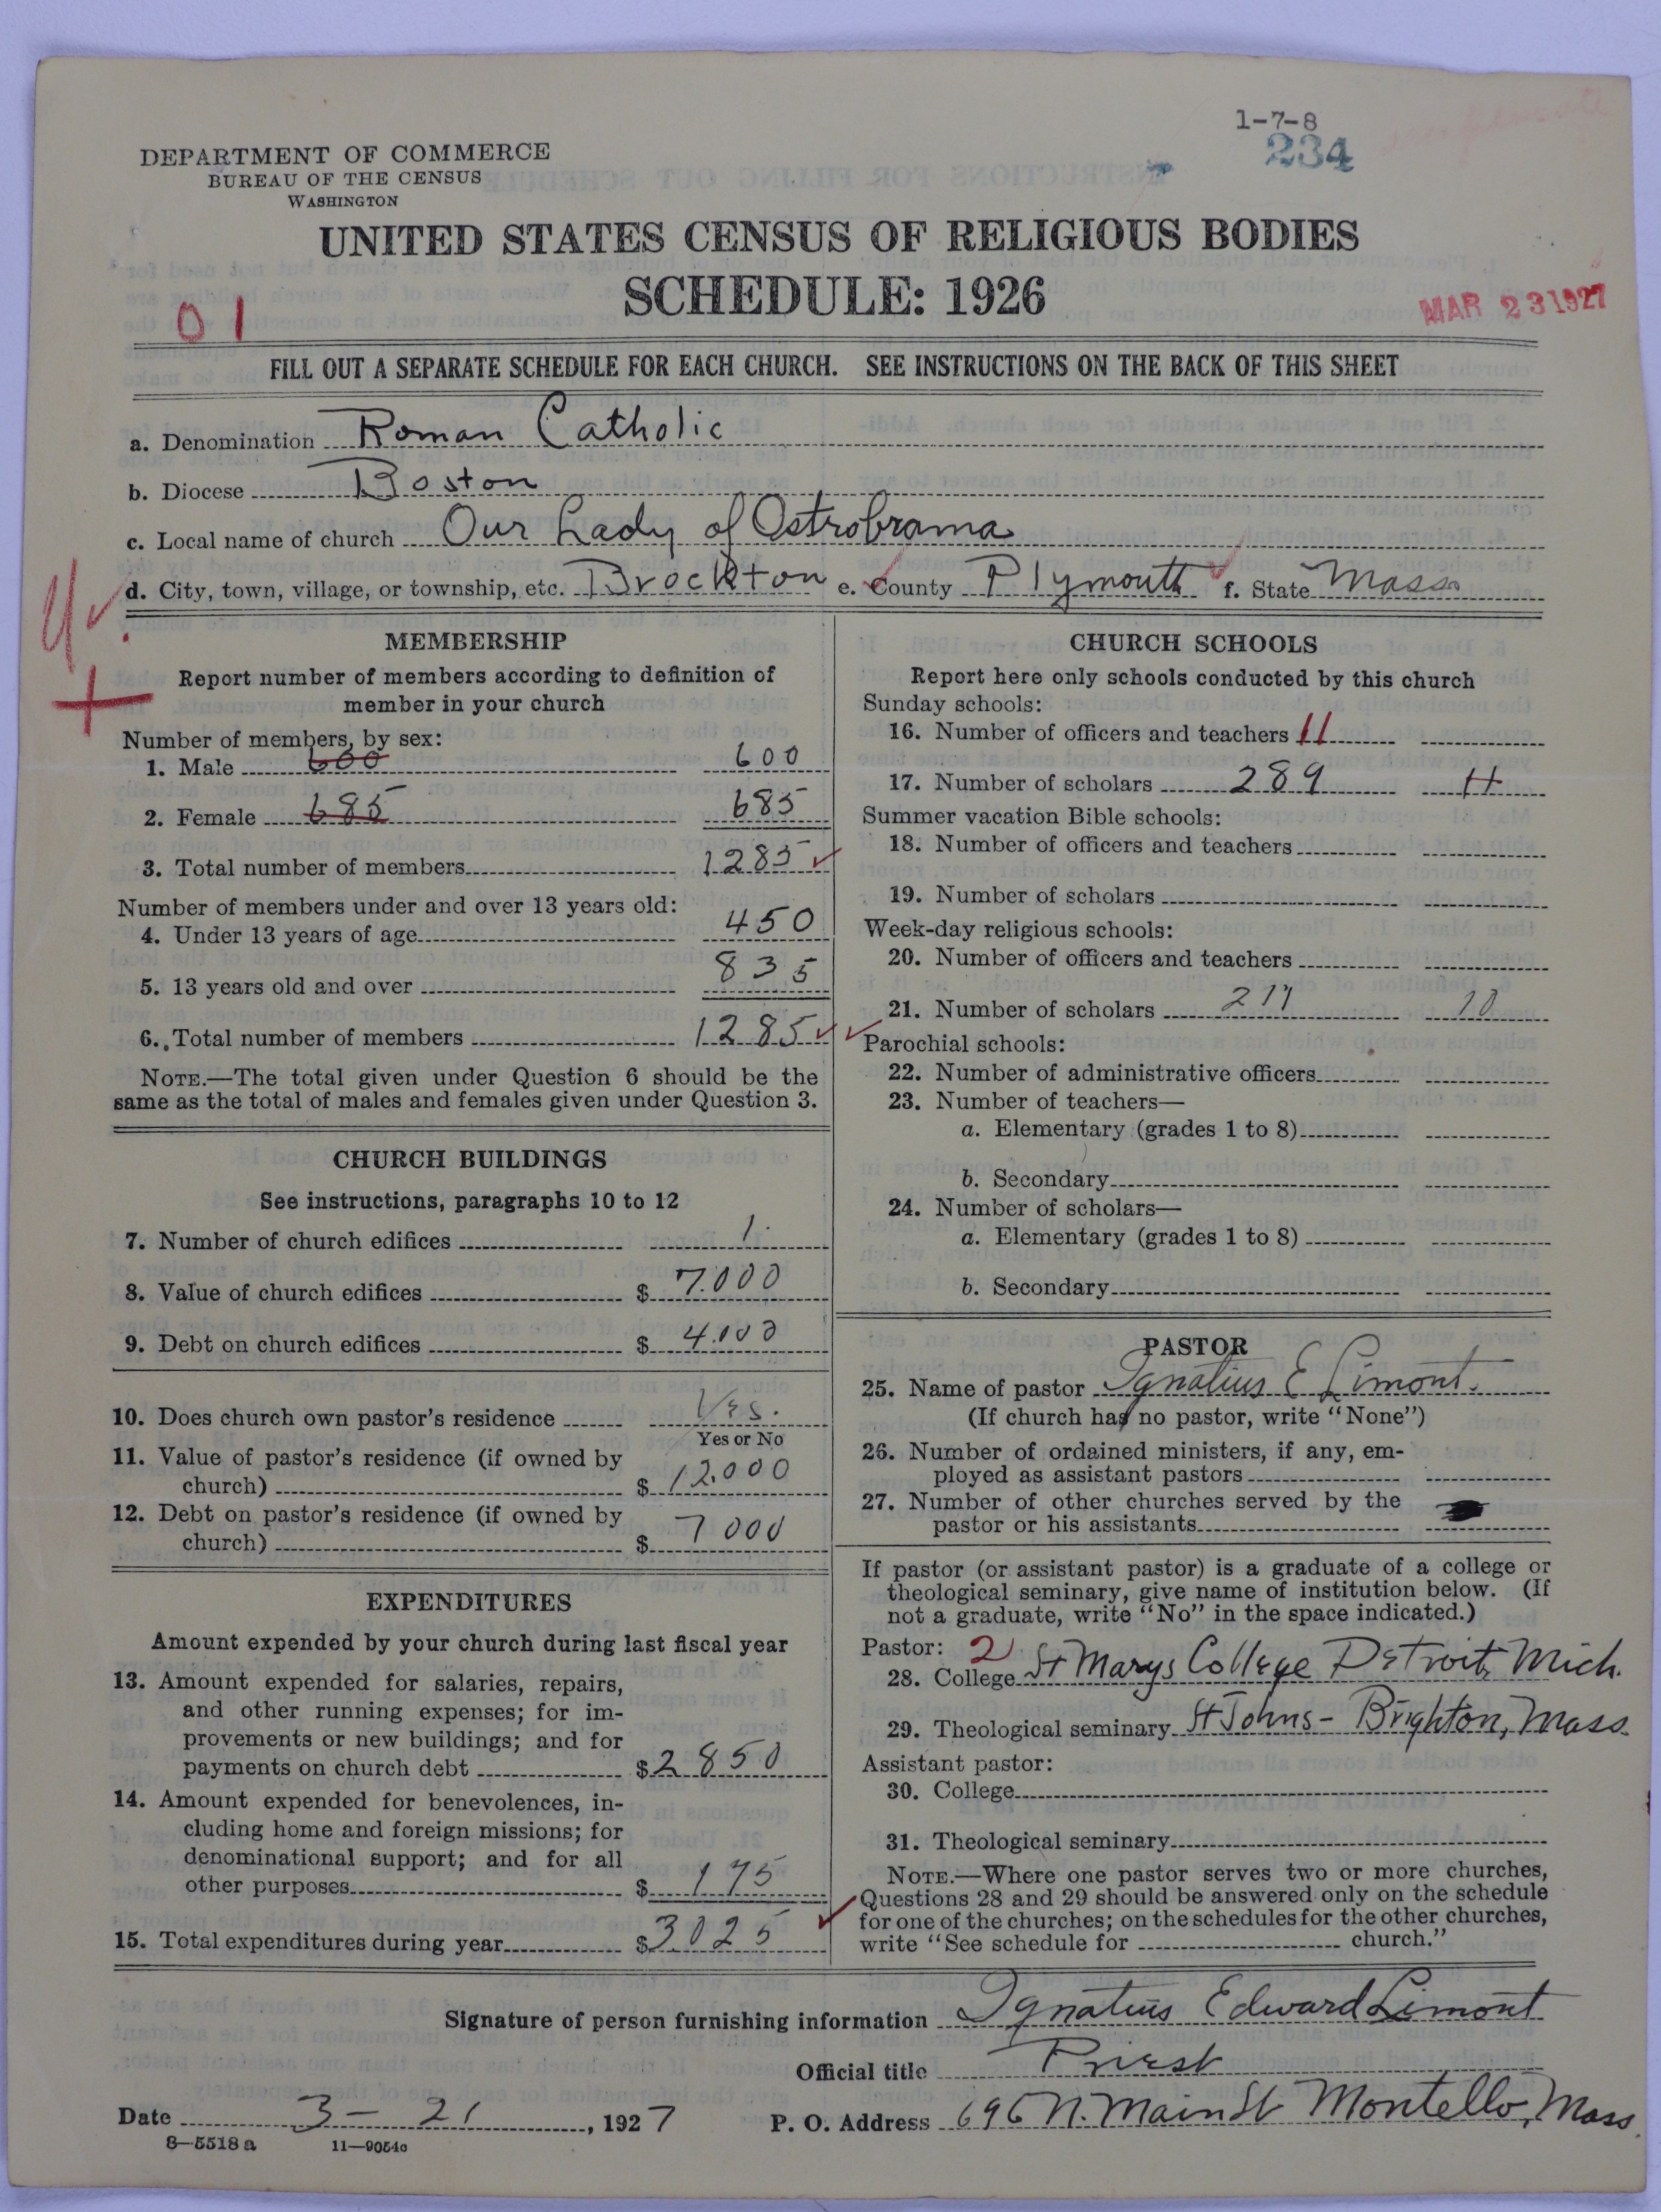 1-7-8
234
DEPARTMENT OF COMMERCE
BUREAU OF THE CENSUS
WASHINGTON
UNITED STATES CENSUS OF RELIGIOUS BODIES
SCHEDULE: 1926
01
MAR 23 1927
FILL OUT A SEPARATE SCHEDULE FOR EACH CHURCH. SEE INSTRUCTIONS ON THE BACK OF THIS SHEET
a. Denomination Roman Catholic
b. Diocese Boston
c. Local name of church Our Lady of Ostrobrama
d. City, town, village, or township, etc. Brockton e. County Plymouth f. State Mass
MEMBERSHIP
Report number of members according to definition of
member in your church
Number of members, by sex:
1. Male 600 600
2. Female 685 685
3. Total number of members 1285
Number of members under and over 13 years old:
4. Under 13 years of age 450
5. 13 years old and over 835
6. Total number of members 1285
NOTE.—The total given under Question 6 should be the
same as the total of males and females given under Question 3.
CHURCH BUILDINGS
See instructions, paragraphs 10 to 12
7. Number of church edifices 1.
8. Value of church edifices $ 7.000
9. Debt on church edifices $ 4.000
10. Does church own pastor's residence Yes.
Yes or No
11. Value of pastor's residence (if owned by
church) $ 12.000
12. Debt on pastor's residence (if owned by
church) $ 7000
EXPENDITURES
Amount expended by your church during last fiscal year
13. Amount expended for salaries, repairs,
and other running expenses; for im-
provements or new buildings; and for
payments on church debt $ 2850
14. Amount expended for benevolences, in-
cluding home and foreign missions; for
denominational support; and for all
other purposes $ 175
15. Total expenditures during year $ 3025
CHURCH SCHOOLS
Report here only schools conducted by this church
Sunday schools:
16. Number of officers and teachers 11
17. Number of scholars 289
Summer vacation Bible schools:
18. Number of officers and teachers
19. Number of scholars
Week-day religious schools:
20. Number of officers and teachers
21. Number of scholars 10
Parochial schools:
22. Number of administrative officers
23. Number of teachers—
a. Elementary (grades 1 to 8)
b. Secondary
24. Number of scholars—
a. Elementary (grades 1 to 8)
b. Secondary
PASTOR
25. Name of pastor Ignatius E Limont.
(If church has no pastor, write "None")
26. Number of ordained ministers, if any, em-
ployed as assistant pastors
27. Number of other churches served by the
pastor or his assistants
If pastor (or assistant pastor) is a graduate of a college or
theological seminary, give name of institution below. (If
not a graduate, write "No" in the space indicated.)
Pastor: 2
28. College St Marys College Detroit, Mich.
29. Theological seminary St Johns - Brighton, Mass.
Assistant pastor:
30. College
31. Theological seminary
NOTE.—Where one pastor serves two or more churches,
Questions 28 and 29 should be answered only on the schedule
for one of the churches; on the schedules for the other churches,
write "See schedule for church."
Signature of person furnishing information Ignatius Edward Limont
Official title Priest
Date 3 - 21, 1927 P. O. Address 696 N. Main St Montello, Mass.
8—5518 a 11—9054c